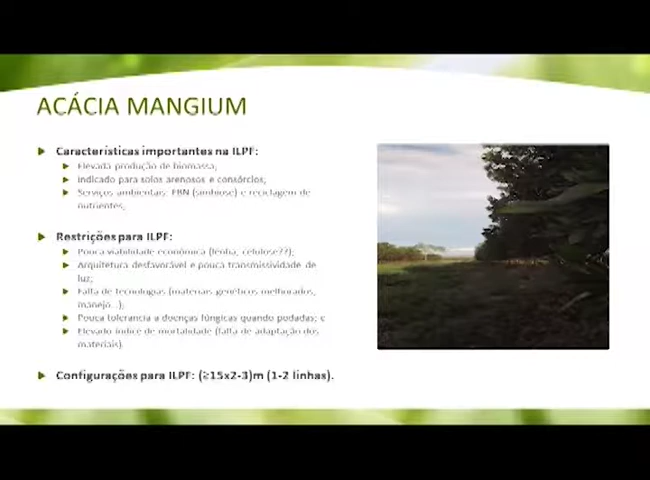 ACÁCIA MANGIUM
Características importantes na ILPF:
Elevada produção de biomassa;
Indicado para solos arenosos e consórcios;
Serviços ambientais: FBN (simbiose) e reciclagem de
nutrientes;
Restrições para ILPF:
Pouca viabilidade econômica (lenha, celulose??);
Arquitetura desfavorável e pouca transmissividade de
luz;
Falta de tecnologias (materiais genéticos melhorados,
manejo...);
Pouca tolerancia a doenças fúngicas quando podadas; e
Elevado índice de mortalidade (falta de adaptação dos
materiais).
Configurações para ILPF: (≥15x2-3)m (1-2 linhas).